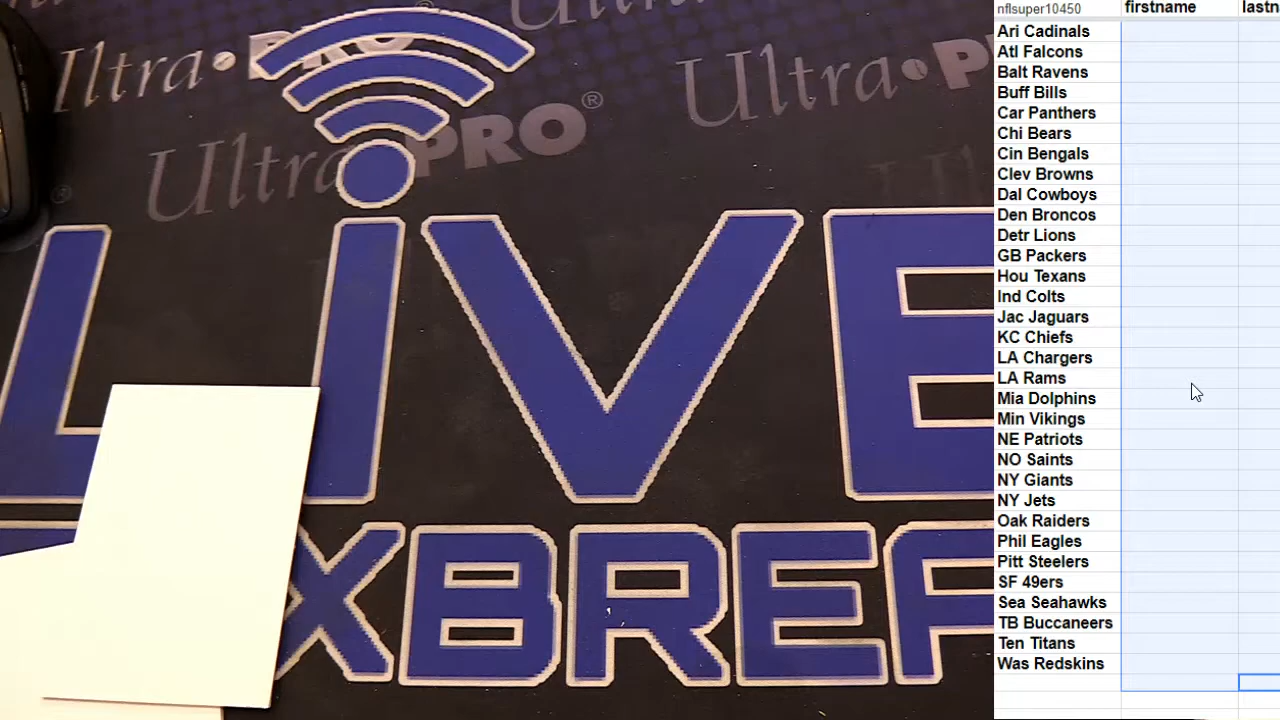 Ultra•PRO
Ultra•PRO®
Ultra PRO
LIVE
XBREA
nflsuper10450 firstname lastn
Ari Cadinals
Atl Falcons
Balt Ravens
Buff Bills
Car Panthers
Chi Bears
Cin Bengals
Clev Browns
Dal Cowboys
Den Broncos
Detr Lions
GB Packers
Hou Texans
Ind Colts
Jac Jaguars
KC Chiefs
LA Chargers
LA Rams
Mia Dolphins
Min Vikings
NE Patriots
NO Saints
NY Giants
NY Jets
Oak Raiders
Phil Eagles
Pitt Steelers
SF 49ers
Sea Seahawks
TB Buccaneers
Ten Titans
Was Redskins